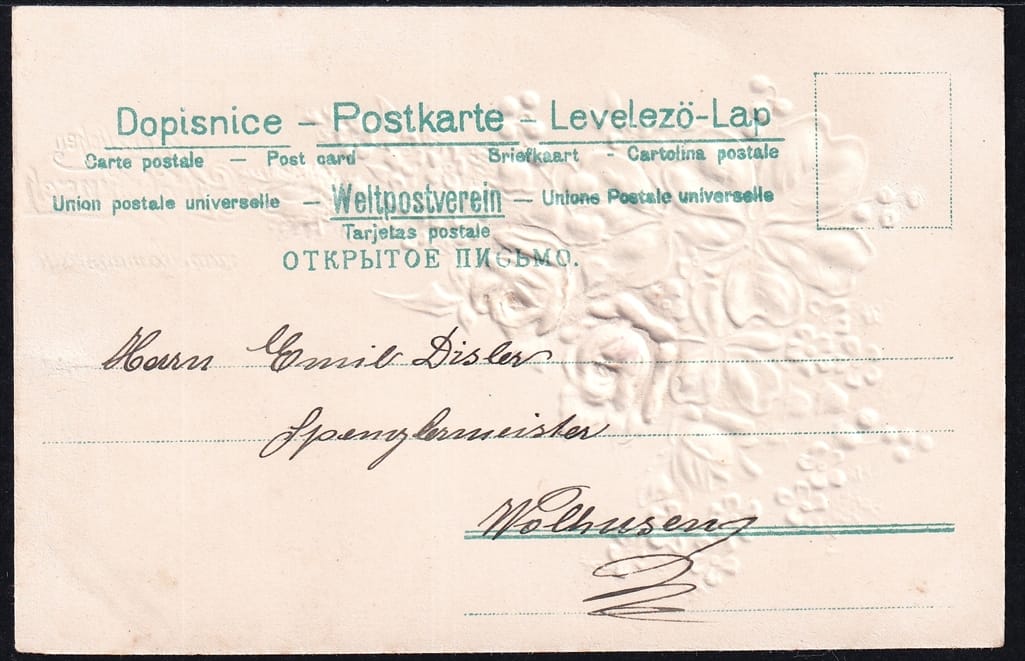 Dopisnice – Postkarte – Levelezö-Lap
Carte postale — Post card Briefkaart - Cartolina postale
Union postale universelle — Weltpostverein — Unione Postale universelle
Tarjetas postale
ОТКРЫТОЕ ПИСЬМО.
Herrn Emil Disler
Spenglermeister
Wolhusen